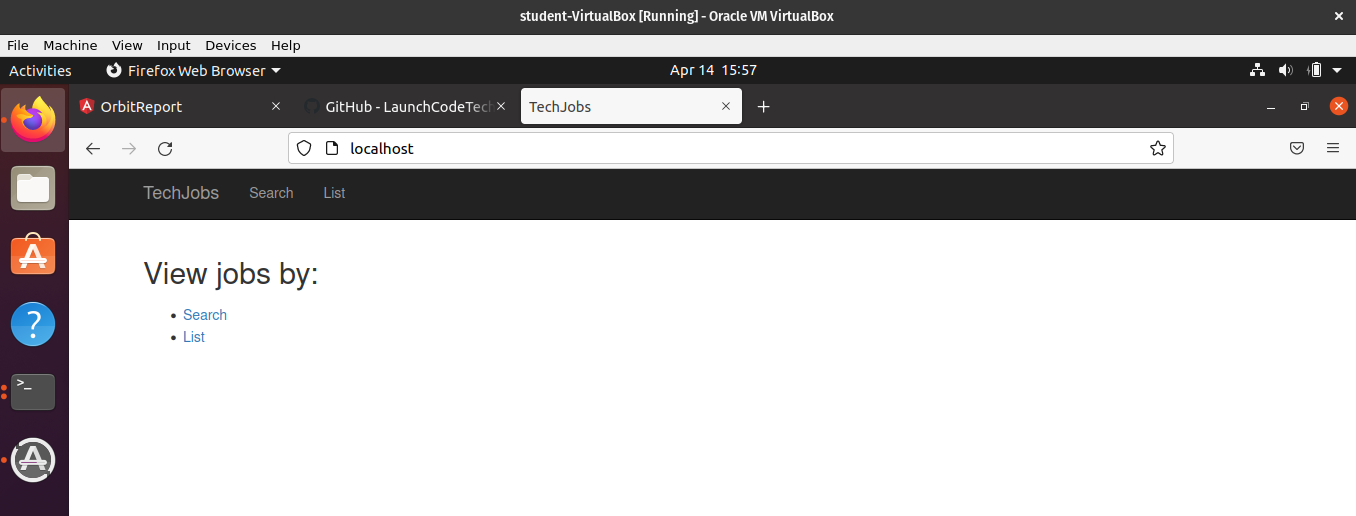 student-VirtualBox [Running] - Oracle VM VirtualBox
File Machine View Input Devices Help
Activities Firefox Web Browser Apr 14 15:57
OrbitReport GitHub - LaunchCodeTech TechJobs
localhost
TechJobs Search List
View jobs by:
• Search
• List
>_